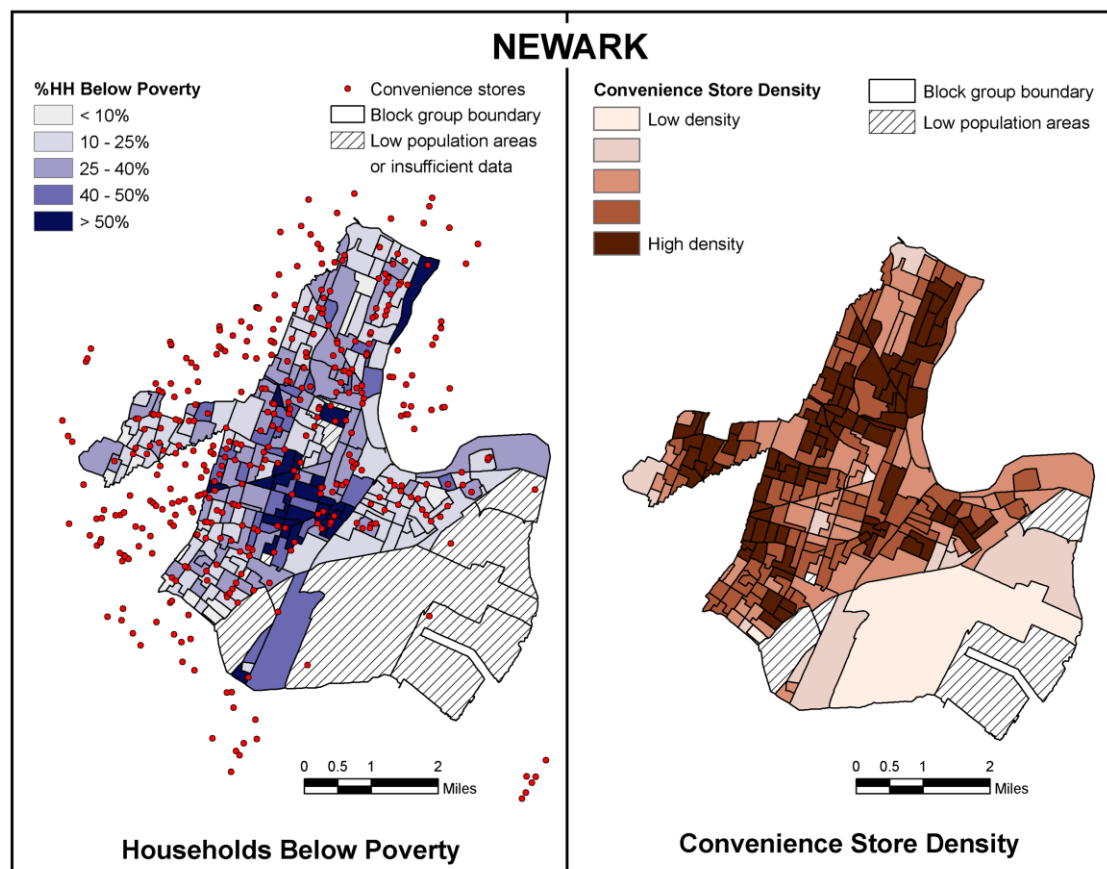 NEWARK
%HH Below Poverty
< 10%
10 - 25%
25 - 40%
40 - 50%
> 50%
Convenience stores
Block group boundary
Low population areas
or insufficient data
0 0.5 1 2
Miles
Households Below Poverty
Convenience Store Density
Low density
High density
Block group boundary
Low population areas
0 0.5 1 2
Miles
Convenience Store Density